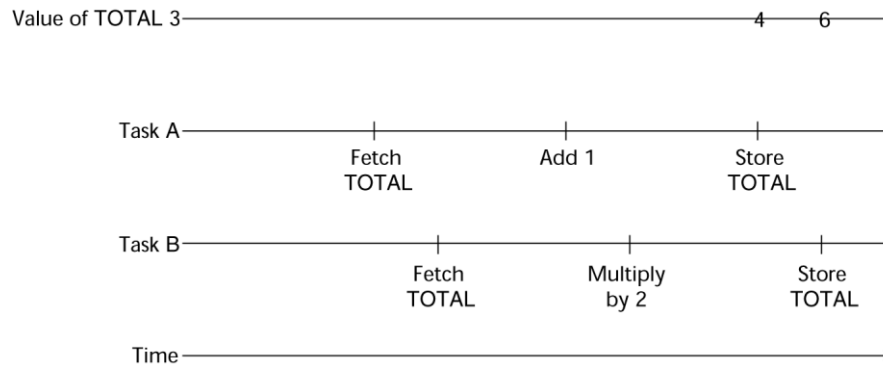 Value of TOTAL 3
4
6
Task A
Fetch
TOTAL
Add 1
Store
TOTAL
Task B
Fetch
TOTAL
Multiply
by 2
Store
TOTAL
Time